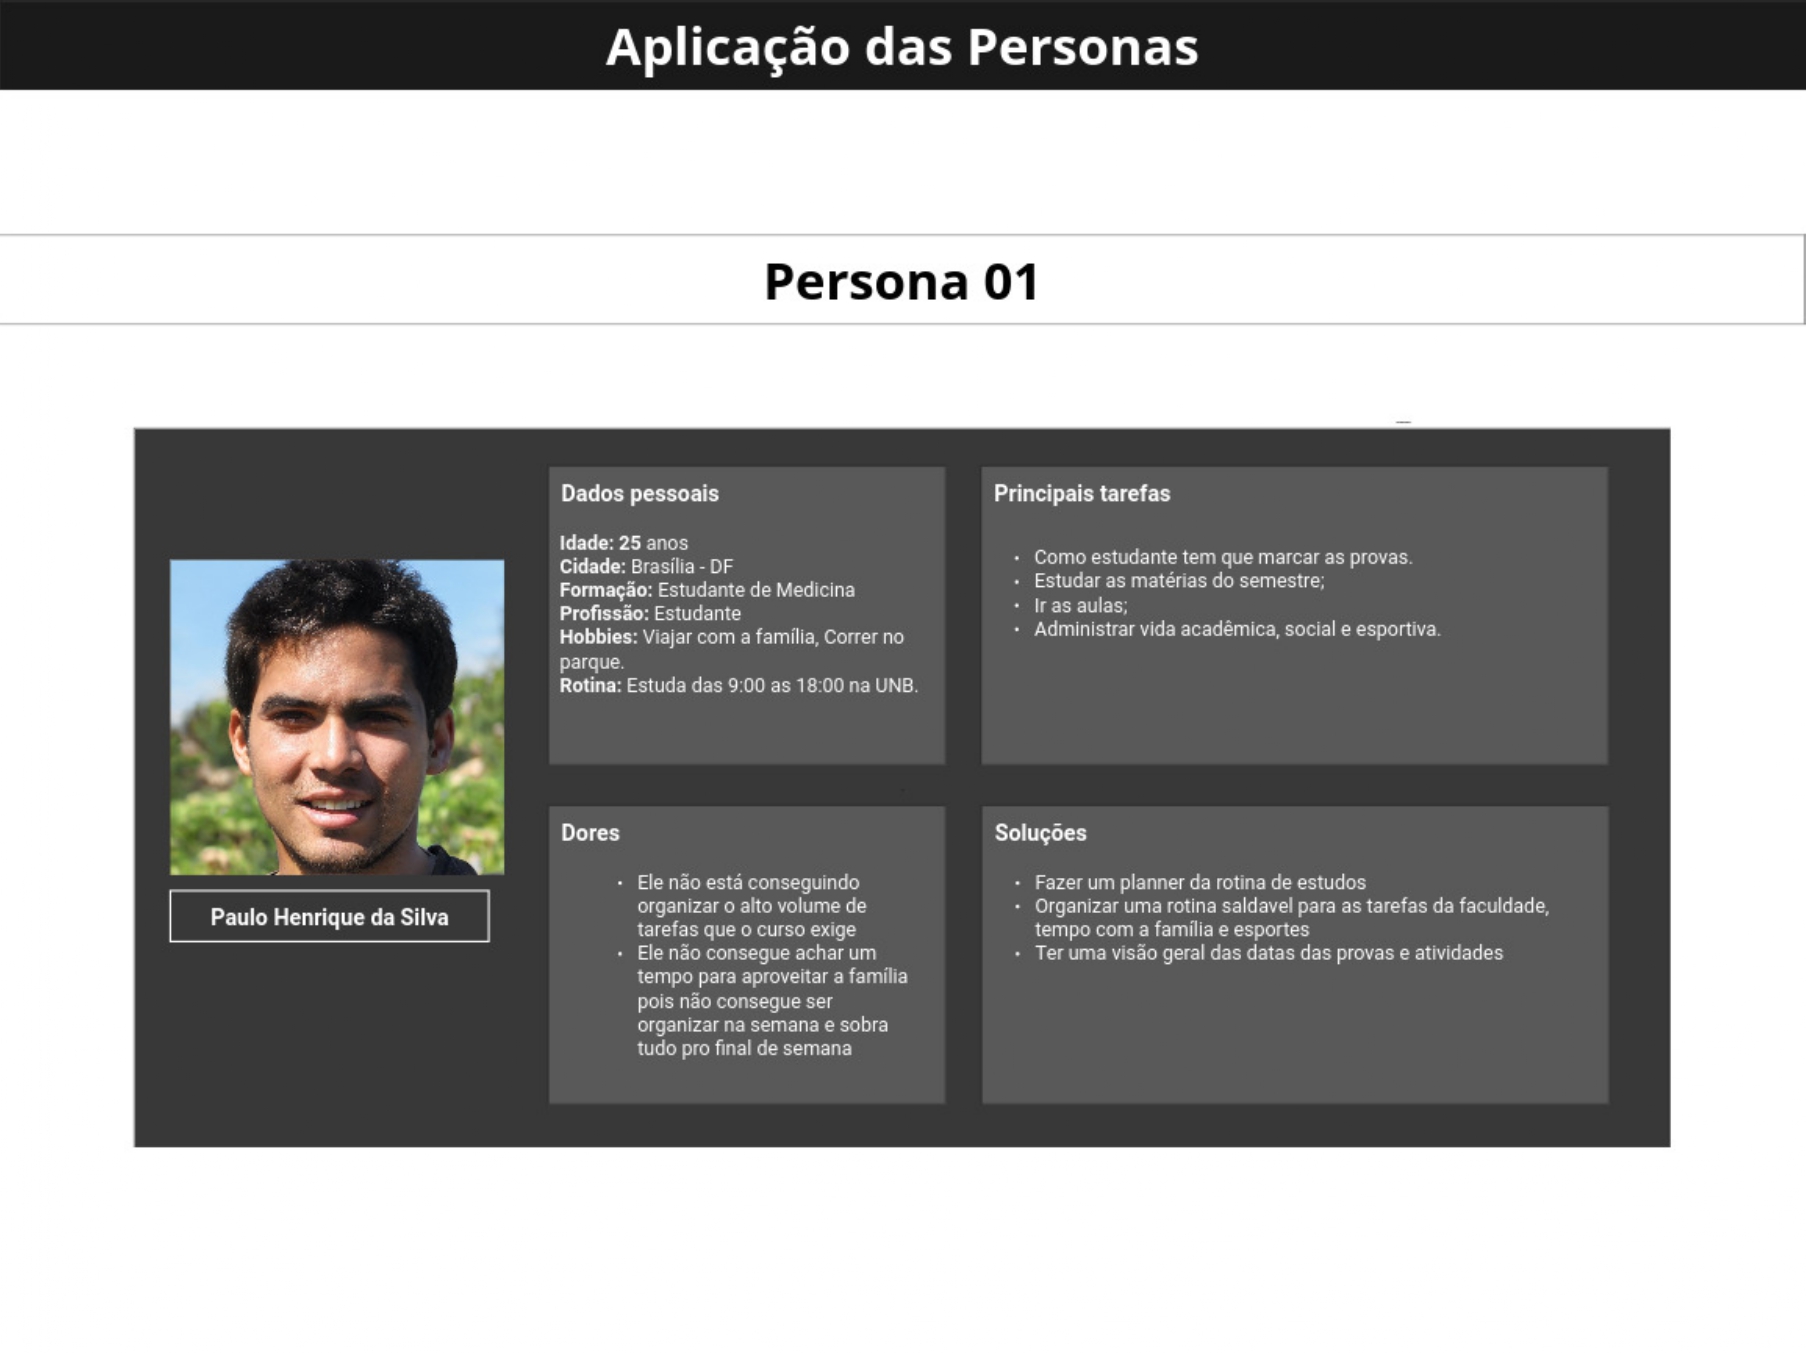 Aplicação das Personas
Persona 01
Dados pessoais
Idade: 25 anos
Cidade: Brasília - DF
Formação: Estudante de Medicina
Profissão: Estudante
Hobbies: Viajar com a família, Correr no
parque.
Rotina: Estuda das 9:00 as 18:00 na UNB.
Principais tarefas
• Como estudante tem que marcar as provas.
• Estudar as matérias do semestre;
• Ir as aulas;
• Administrar vida acadêmica, social e esportiva.
Paulo Henrique da Silva
Dores
• Ele não está conseguindo
organizar o alto volume de
tarefas que o curso exige
• Ele não consegue achar um
tempo para aproveitar a família
pois não consegue ser
organizar na semana e sobra
tudo pro final de semana
Soluções
• Fazer um planner da rotina de estudos
• Organizar uma rotina saldavel para as tarefas da faculdade,
tempo com a família e esportes
• Ter uma visão geral das datas das provas e atividades